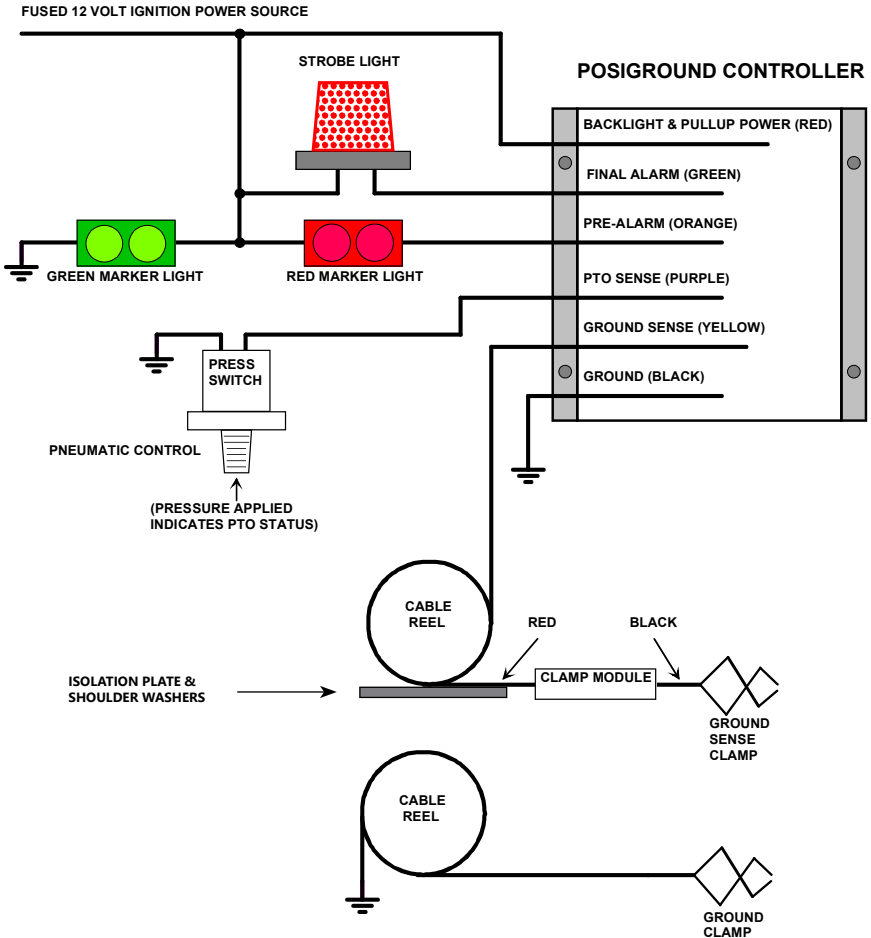 FUSED 12 VOLT IGNITION POWER SOURCE
STROBE LIGHT
POSIGROUND CONTROLLER
BACKLIGHT & PULLUP POWER (RED)
FINAL ALARM (GREEN)
PRE-ALARM (ORANGE)
GREEN MARKER LIGHT
RED MARKER LIGHT
PTO SENSE (PURPLE)
GROUND SENSE (YELLOW)
PRESS
SWITCH
GROUND (BLACK)
PNEUMATIC CONTROL
(PRESSURE APPLIED
INDICATES PTO STATUS)
CABLE
REEL
RED
BLACK
ISOLATION PLATE &
SHOULDER WASHERS
CLAMP MODULE
GROUND
SENSE
CLAMP
CABLE
REEL
GROUND
CLAMP